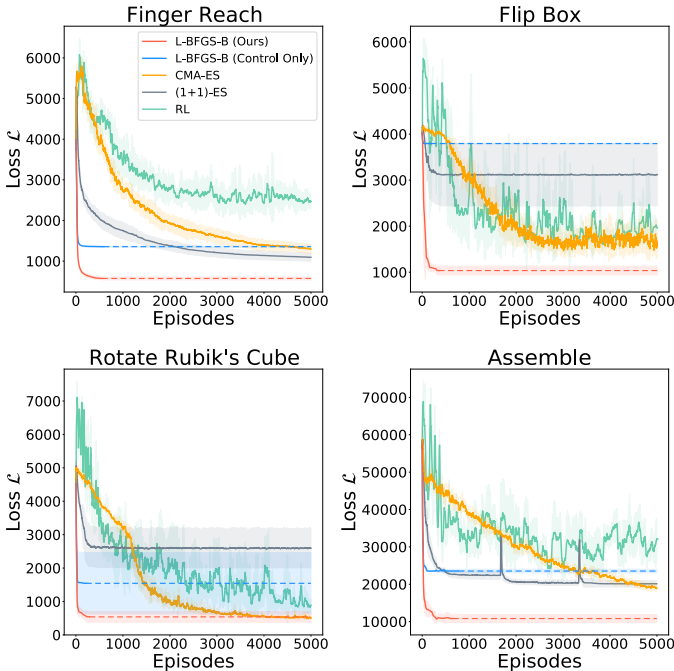 Finger Reach
Loss ℒ
6000
5000
4000
3000
2000
1000
L-BFGS-B (Ours)
L-BFGS-B (Control Only)
CMA-ES
(1+1)-ES
RL
0 1000 2000 3000 4000 5000
Episodes
Flip Box
Loss ℒ
6000
5000
4000
3000
2000
1000
0 1000 2000 3000 4000 5000
Episodes
Rotate Rubik's Cube
Loss ℒ
7000
6000
5000
4000
3000
2000
1000
0
0 1000 2000 3000 4000 5000
Episodes
Assemble
Loss ℒ
70000
60000
50000
40000
30000
20000
10000
0 1000 2000 3000 4000 5000
Episodes